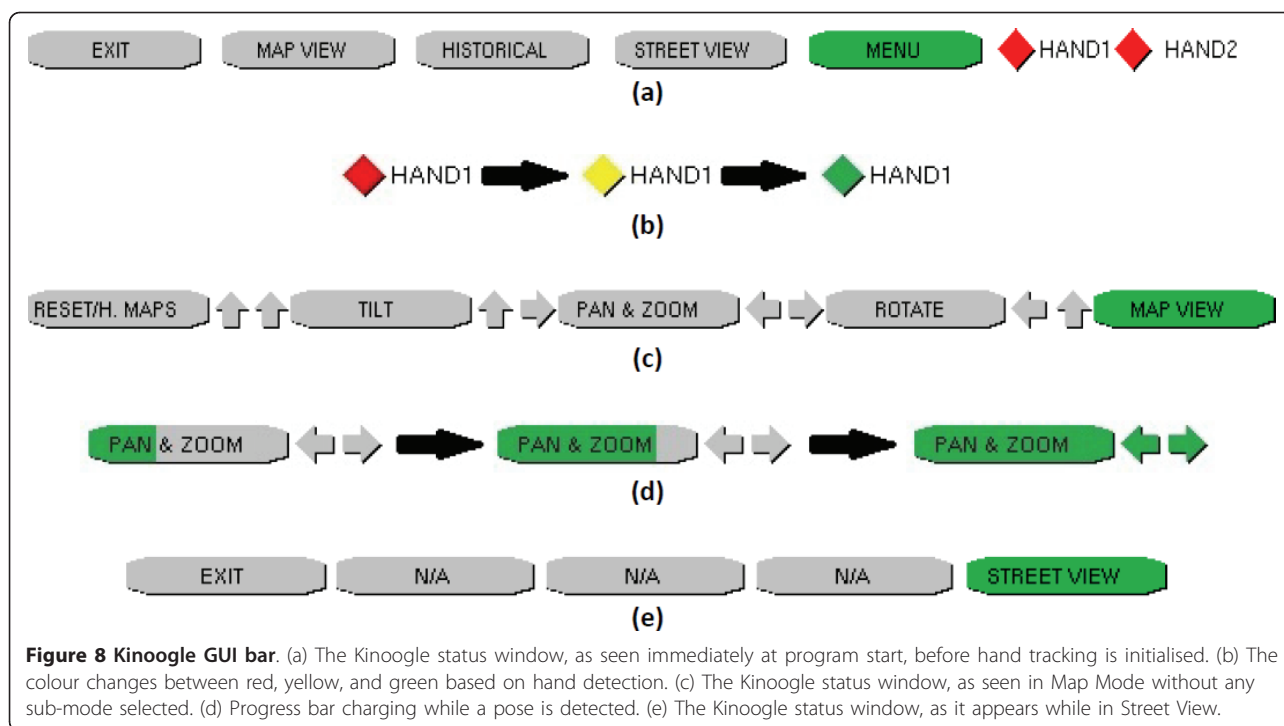 EXIT MAP VIEW HISTORICAL STREET VIEW MENU HAND1 HAND2
(a)
HAND1 HAND1 HAND1
(b)
RESET/H. MAPS TILT PAN & ZOOM ROTATE MAP VIEW
(c)
PAN & ZOOM PAN & ZOOM PAN & ZOOM
(d)
EXIT N/A N/A N/A STREET VIEW
(e)
Figure 8 Kinoogle GUI bar. (a) The Kinoogle status window, as seen immediately at program start, before hand tracking is initialised. (b) The
colour changes between red, yellow, and green based on hand detection. (c) The Kinoogle status window, as seen in Map Mode without any
sub-mode selected. (d) Progress bar charging while a pose is detected. (e) The Kinoogle status window, as it appears while in Street View.